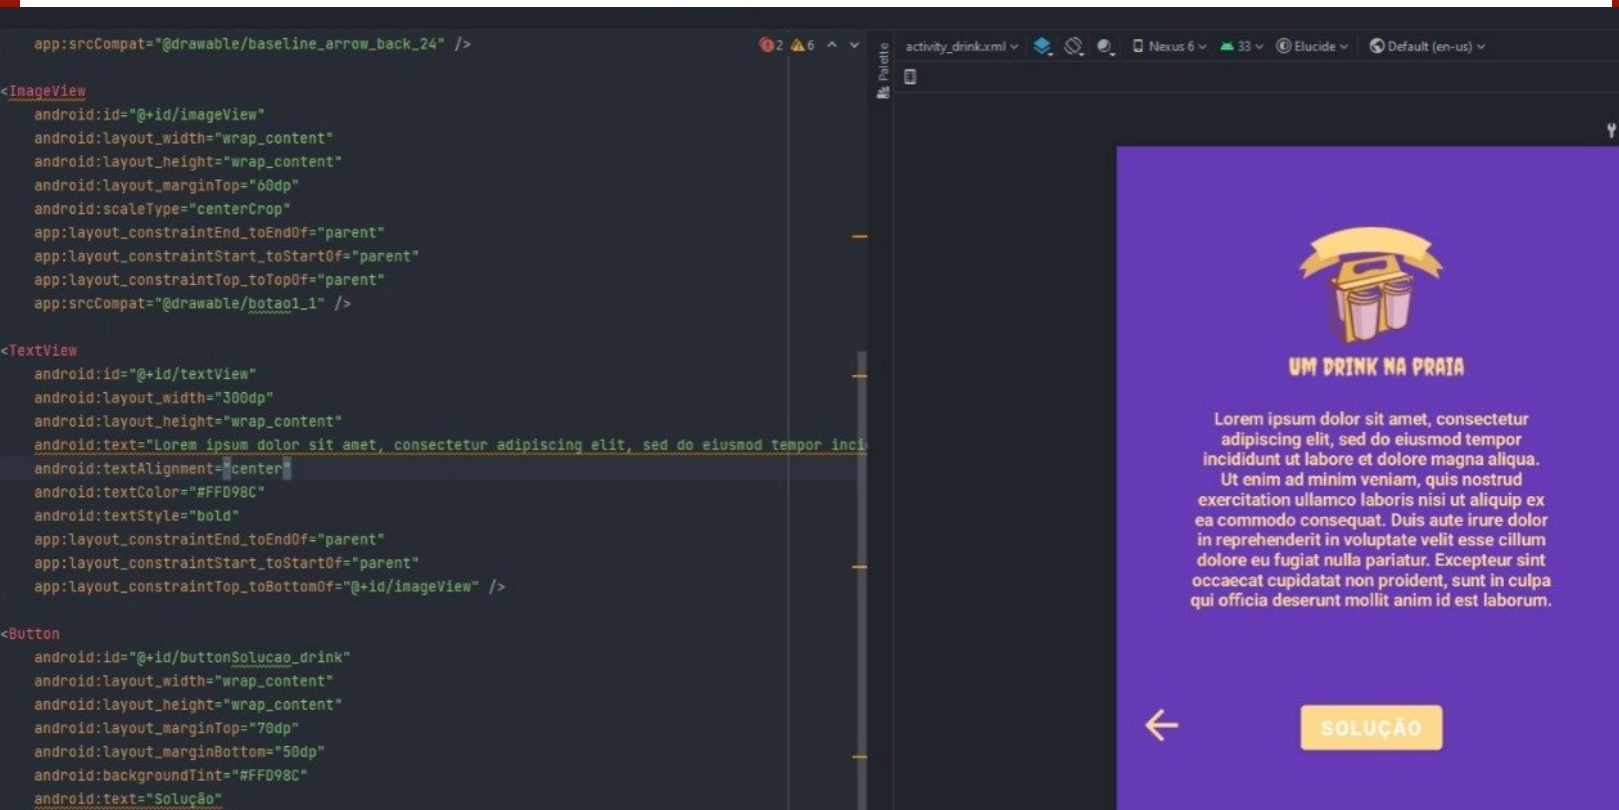 app:srcCompat="@drawable/baseline_arrow_back_24" />
2 6
<ImageView
android:id="@+id/imageView"
android:layout_width="wrap_content"
android:layout_height="wrap_content"
android:layout_marginTop="60dp"
android:scaleType="centerCrop"
app:layout_constraintEnd_toEndOf="parent"
app:layout_constraintStart_toStartOf="parent"
app:layout_constraintTop_toTopOf="parent"
app:srcCompat="@drawable/botao1_1" />
<TextView
android:id="@+id/textView"
android:layout_width="300dp"
android:layout_height="wrap_content"
android:text="Lorem ipsum dolor sit amet, consectetur adipiscing elit, sed do eiusmod tempor inci
android:textAlignment="center"
android:textColor="#FFD98C"
android:textStyle="bold"
app:layout_constraintEnd_toEndOf="parent"
app:layout_constraintStart_toStartOf="parent"
app:layout_constraintTop_toBottomOf="@+id/imageView" />
<Button
android:id="@+id/buttonSolucao_drink"
android:layout_width="wrap_content"
android:layout_height="wrap_content"
android:layout_marginTop="70dp"
android:layout_marginBottom="50dp"
android:backgroundTint="#FFD98C"
android:text="Solução"
Palette
activity_drink.xml Nexus 6 33 Elucide Default (en-us)
UM DRINK NA PRAIA
Lorem ipsum dolor sit amet, consectetur
adipiscing elit, sed do eiusmod tempor
incididunt ut labore et dolore magna aliqua.
Ut enim ad minim veniam, quis nostrud
exercitation ullamco laboris nisi ut aliquip ex
ea commodo consequat. Duis aute irure dolor
in reprehenderit in voluptate velit esse cillum
dolore eu fugiat nulla pariatur. Excepteur sint
occaecat cupidatat non proident, sunt in culpa
qui officia deserunt mollit anim id est laborum.
SOLUÇÃO